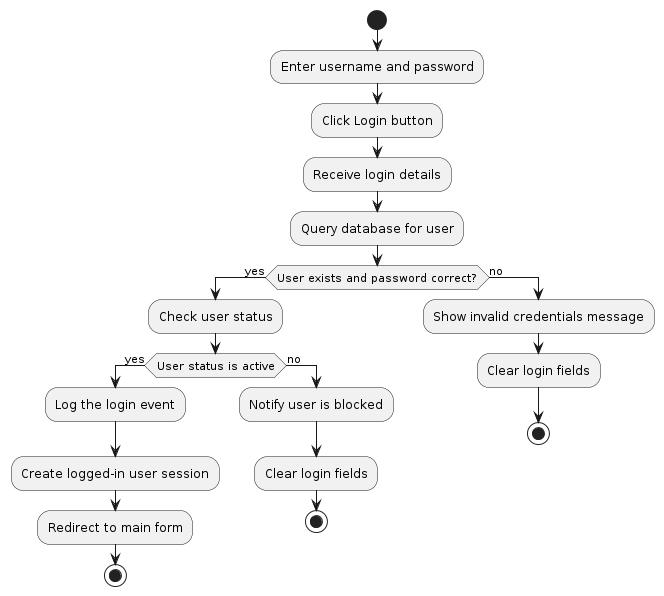 Enter username and password
Click Login button
Receive login details
Query database for user
yes
User exists and password correct?
no
Check user status
Show invalid credentials message
yes
User status is active
no
Clear login fields
Log the login event
Notify user is blocked
Create logged-in user session
Clear login fields
Redirect to main form